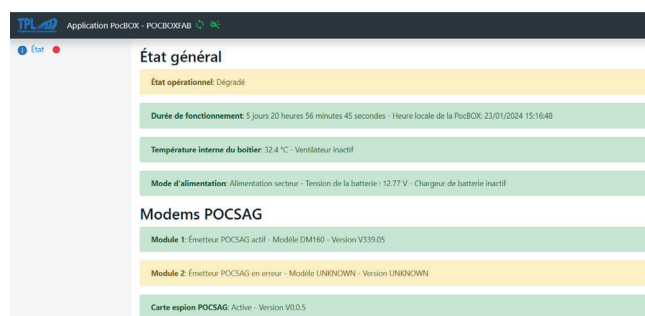 TPL Application PocBOX - POCBOXFAB
État
État général
État opérationnel: Dégradé
Durée de fonctionnement: 5 jours 20 heures 56 minutes 45 secondes - Heure locale de la PocBOX: 23/01/2024 15:16:48
Température interne du boîtier: 32.4 °C - Ventilateur inactif
Mode d'alimentation: Alimentation secteur - Tension de la batterie : 12.77 V - Chargeur de batterie inactif
Modems POCSAG
Module 1: Émetteur POCSAG actif - Modèle DM160 - Version V339.05
Module 2: Émetteur POCSAG en erreur - Modèle UNKNOWN - Version UNKNOWN
Carte espion POCSAG: Active - Version V0.0.5